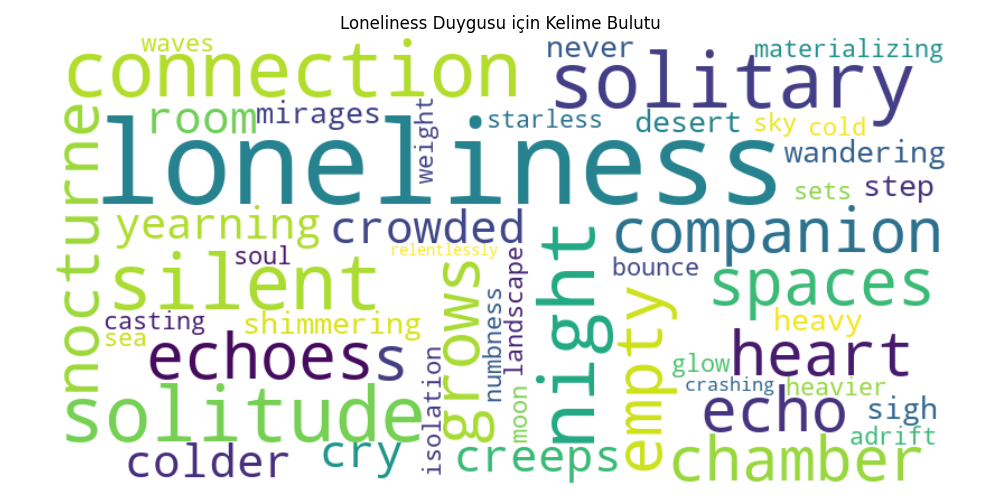 Loneliness Duygusu için Kelime Bulutu
waves
never
materializing
connection
solitary
nocturne
room
mirages
weight
starless
desert
sky
cold
loneliness
wandering
sets
step
yearning
crowded
companion
soul
relentlessly
silent
grows
landscape
night
bounce
spaces
casting
sea
shimmering
numbness
empty
heavy
echoes
s
isolation
glow
heart
crashing
heavier
solitude
moon
echo
sigh
adrift
colder
cry
creeps
chamber